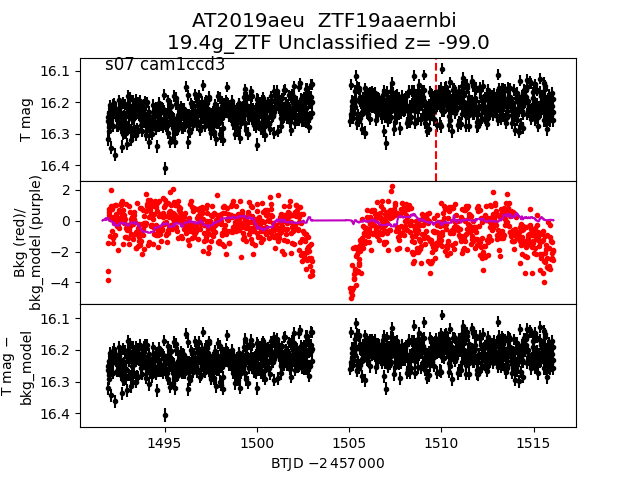 AT2019aeu  ZTF19aaernbi
19.4g_ZTF Unclassified z= -99.0
s07 cam1ccd3
16.1
16.2
16.3
16.4
T mag
2
0
−2
−4
Bkg (red)/
bkg_model (purple)
16.1
16.2
16.3
16.4
T mag −
bkg_model
1495
1500
1505
1510
1515
BTJD −2 457 000